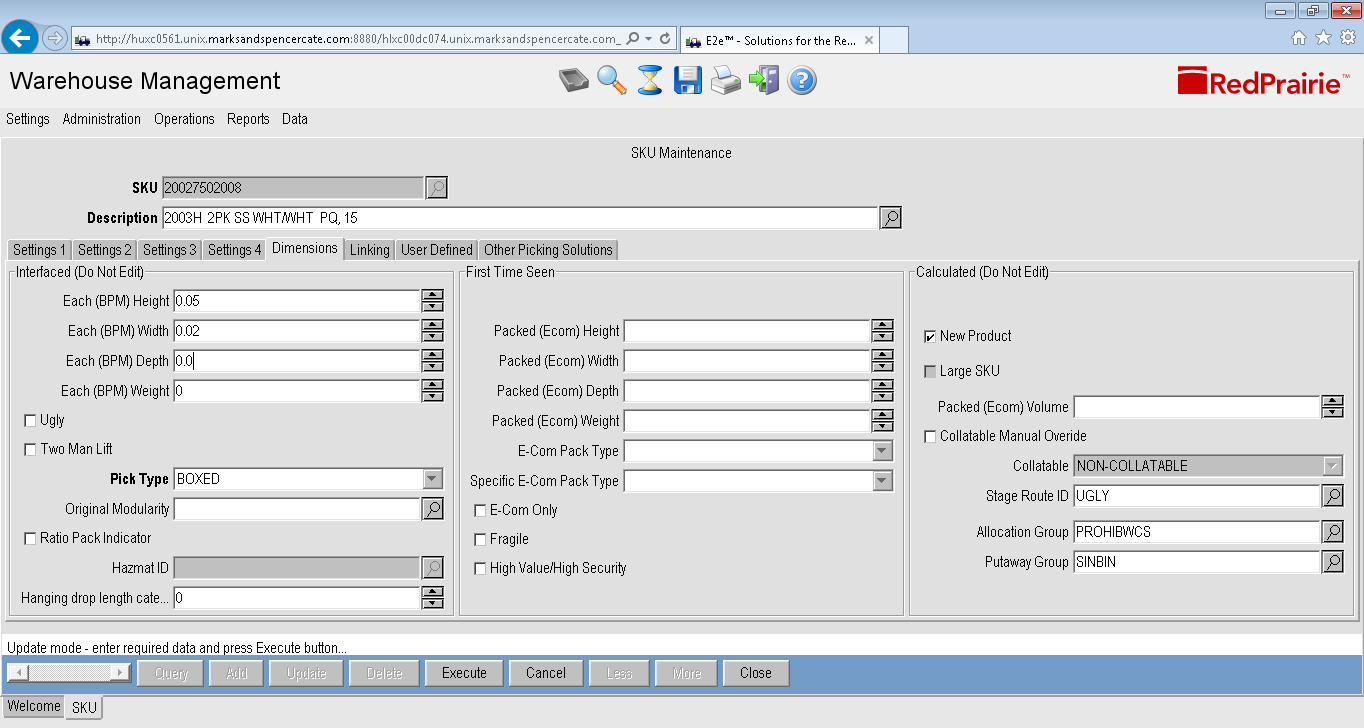 http://huxc0561.unix.marksandspencercate.com:8880/hlxc00dc074.unix.marksandspencercate.com_
E2e™ - Solutions for the Re...
Warehouse Management
RedPrairie™
Settings Administration Operations Reports Data
SKU Maintenance
SKU 20027502008
Description 2003H 2PK SS WHT/WHT PQ, 15
Settings 1 Settings 2 Settings 3 Settings 4 Dimensions Linking User Defined Other Picking Solutions
Interfaced (Do Not Edit)
Each (BPM) Height 0.05
Each (BPM) Width 0.02
Each (BPM) Depth 0.0
Each (BPM) Weight 0
Ugly
Two Man Lift
Pick Type BOXED
Original Modularity
Ratio Pack Indicator
Hazmat ID
Hanging drop length cate... 0
First Time Seen
Packed (Ecom) Height
Packed (Ecom) Width
Packed (Ecom) Depth
Packed (Ecom) Weight
E-Com Pack Type
Specific E-Com Pack Type
E-Com Only
Fragile
High Value/High Security
Calculated (Do Not Edit)
New Product
Large SKU
Packed (Ecom) Volume
Collatable Manual Overide
Collatable NON-COLLATABLE
Stage Route ID UGLY
Allocation Group PROHIBWCS
Putaway Group SINBIN
Update mode - enter required data and press Execute button...
Query Add Update Delete Execute Cancel Less More Close
Welcome SKU